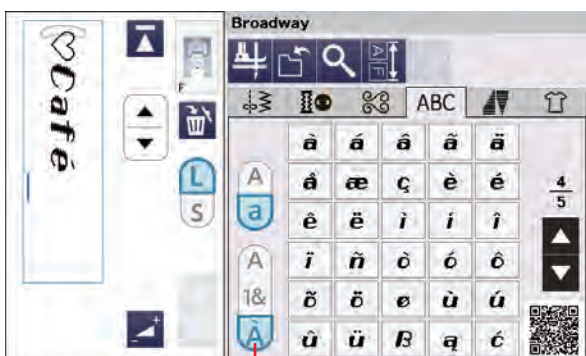 Broadway
♡Café
F
L
S
A F
ABC
A
a
A
1&
À
à á â ã ä
å æ ç è é
ê ë ì í î
ï ñ ò ó ô
õ ö ø ù ú
û ü ß ą ć
4
5